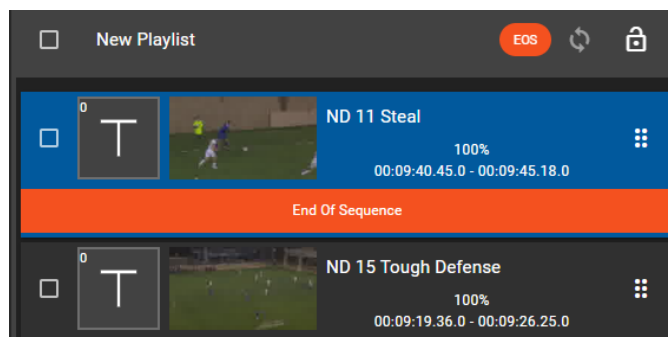 New Playlist
EOS
0
T
ND 11 Steal
100%
00:09:40.45.0 - 00:09:45.18.0
End Of Sequence
0
T
ND 15 Tough Defense
100%
00:09:19.36.0 - 00:09:26.25.0